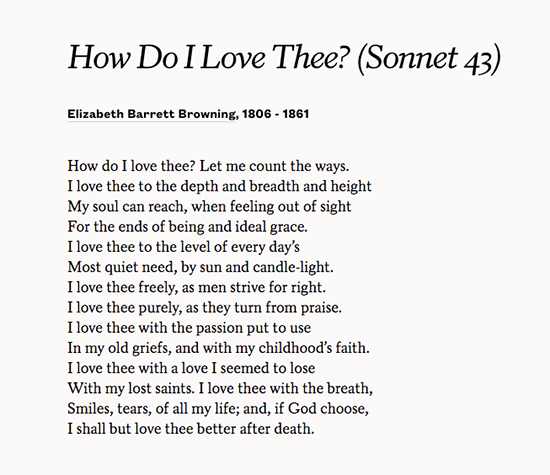 How Do I Love Thee? (Sonnet 43)
Elizabeth Barrett Browning, 1806 - 1861
How do I love thee? Let me count the ways.
I love thee to the depth and breadth and height
My soul can reach, when feeling out of sight
For the ends of being and ideal grace.
I love thee to the level of every day’s
Most quiet need, by sun and candle-light.
I love thee freely, as men strive for right.
I love thee purely, as they turn from praise.
I love thee with the passion put to use
In my old griefs, and with my childhood’s faith.
I love thee with a love I seemed to lose
With my lost saints. I love thee with the breath,
Smiles, tears, of all my life; and, if God choose,
I shall but love thee better after death.